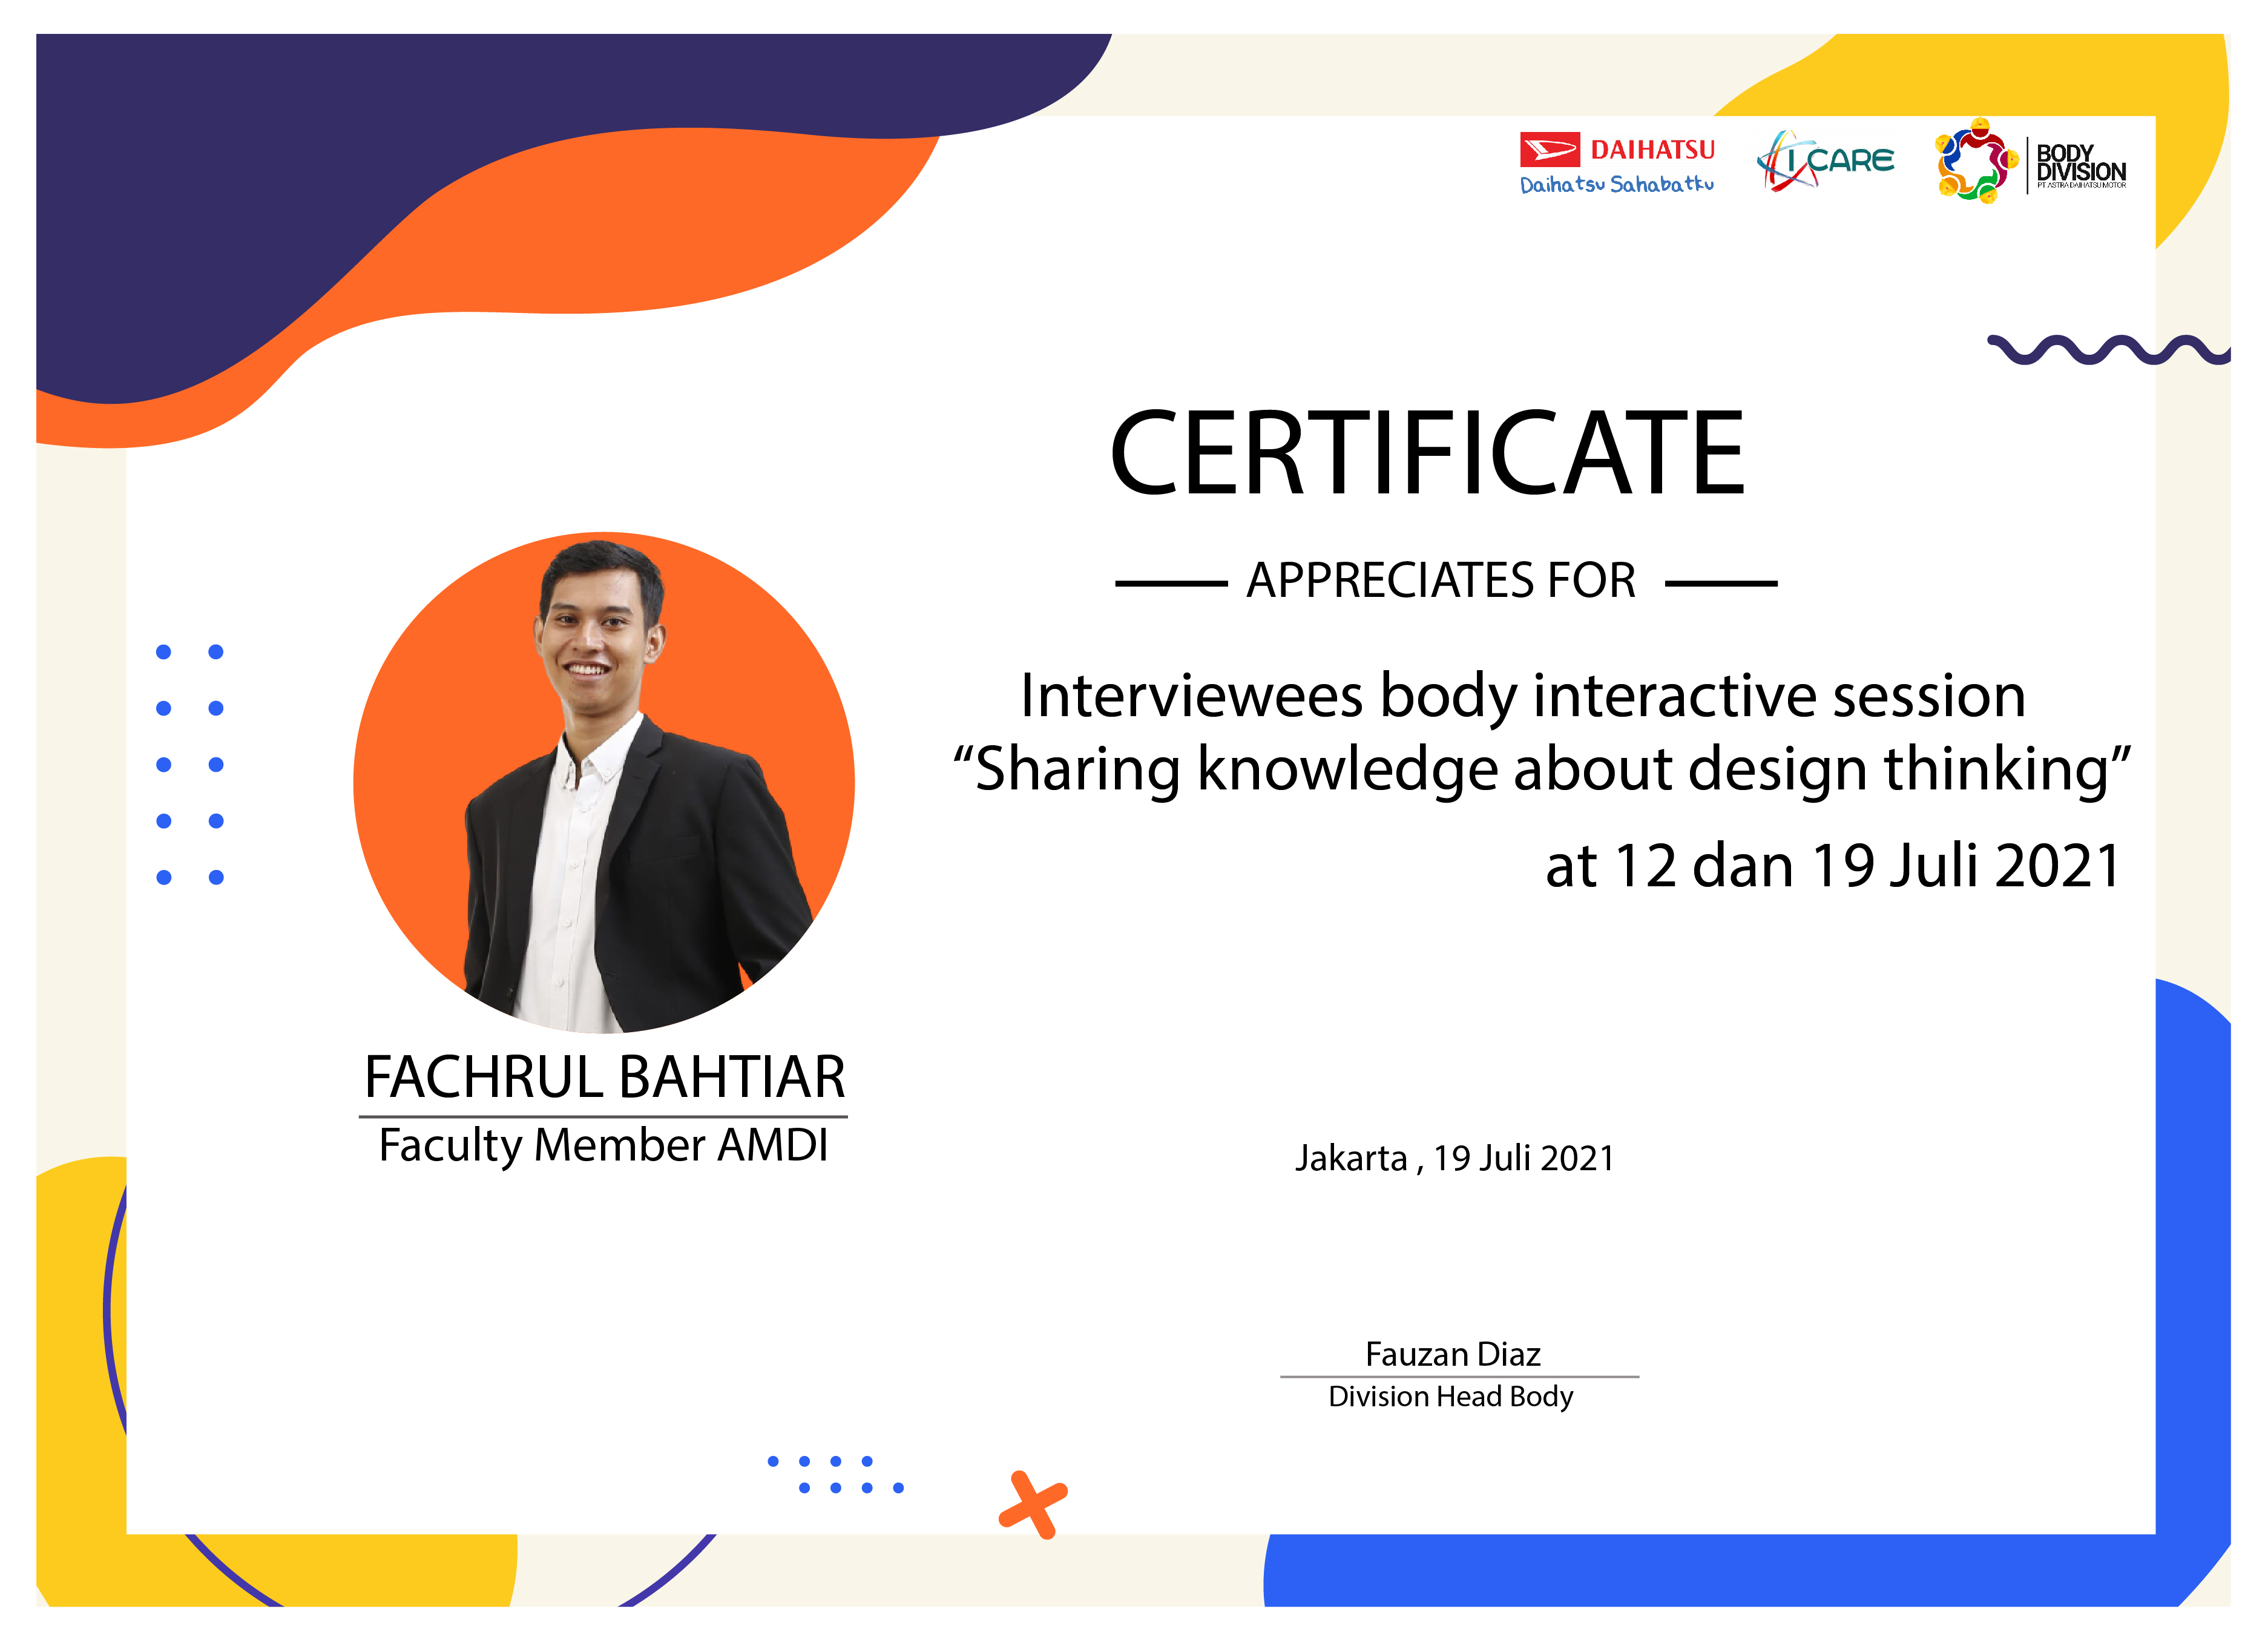 DAIHATSU
Daihatsu Sahabatku
I CARE
BODY
DIVISION
PT ASTRA DAIHATSU MOTOR
CERTIFICATE
APPRECIATES FOR
Interviewees body interactive session
“Sharing knowledge about design thinking”
at 12 dan 19 Juli 2021
FACHRUL BAHTIAR
Faculty Member AMDI
Jakarta , 19 Juli 2021
Fauzan Diaz
Division Head Body